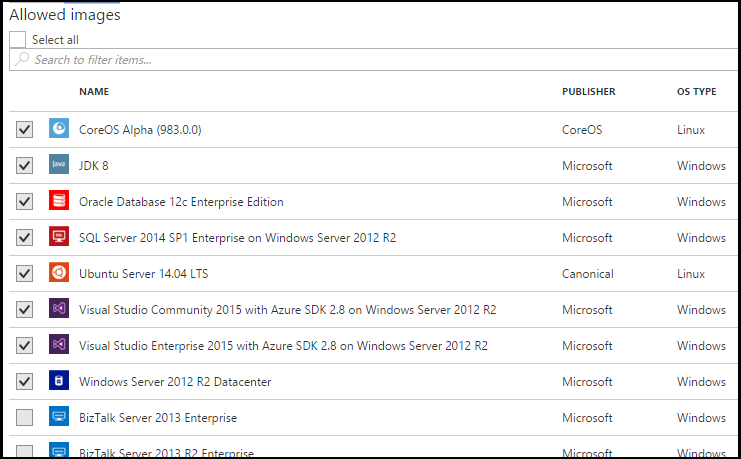 Allowed images
Select all
Search to filter items...
NAME PUBLISHER OS TYPE
CoreOS Alpha (983.0.0) CoreOS Linux
Java JDK 8 Microsoft Windows
Oracle Database 12c Enterprise Edition Microsoft Windows
SQL SQL Server 2014 SP1 Enterprise on Windows Server 2012 R2 Microsoft Windows
Ubuntu Server 14.04 LTS Canonical Linux
Visual Studio Community 2015 with Azure SDK 2.8 on Windows Server 2012 R2 Microsoft Windows
Visual Studio Enterprise 2015 with Azure SDK 2.8 on Windows Server 2012 R2 Microsoft Windows
Windows Server 2012 R2 Datacenter Microsoft Windows
BizTalk Server 2013 Enterprise Microsoft Windows
BizTalk Server 2013 R2 Enterprise Microsoft Windows